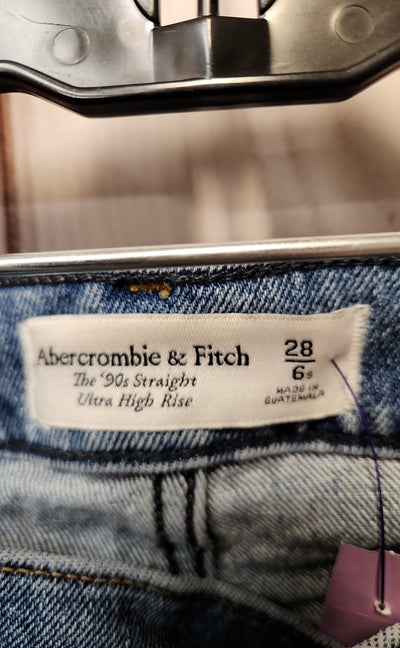 Abercrombie & Fitch
The '90s Straight
Ultra High Rise
28
6s
MADE IN
GUATEMALA